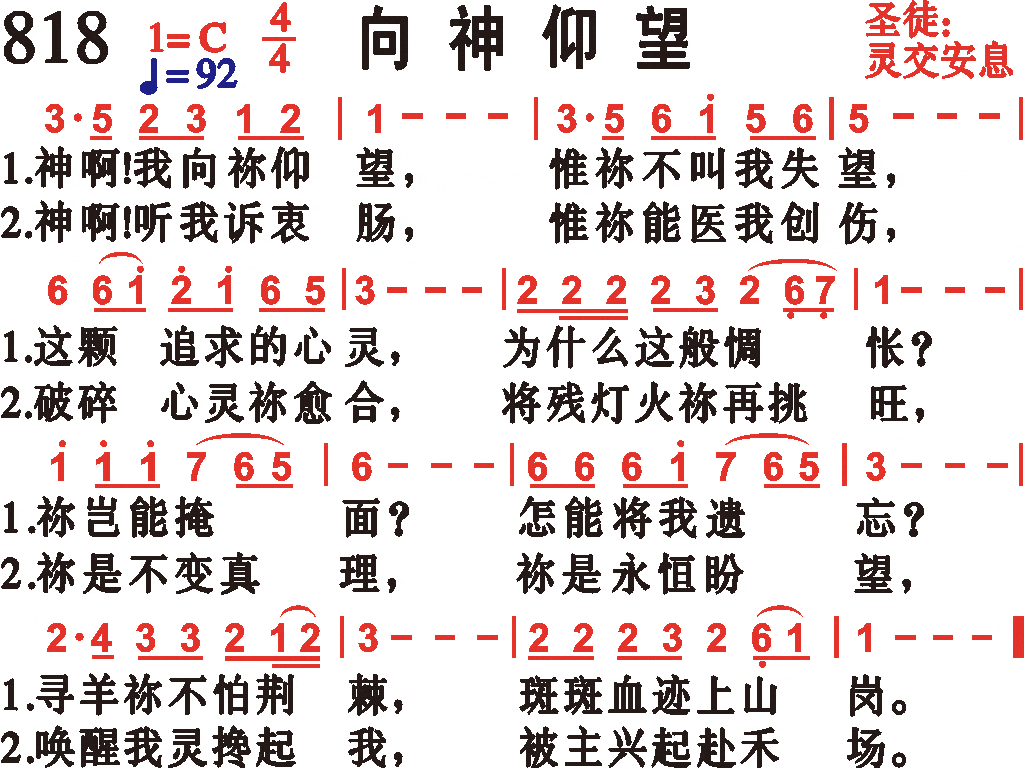 818 1=C 4/4 向神仰望 圣徒：
♩=92 灵交安息
3·5 2 3 1 2 | 1 - - - | 3·5 6 i 5 6 | 5 - - - |
1.神啊!我向祢仰 望， 惟祢不叫我失望，
2.神啊!听我诉衷 肠， 惟祢能医我创伤，
6 6 i 2 i 6 5 | 3 - - - | 2 2 2 2 3 2 6 7 | 1 - - - |
1.这颗 追求的心灵， 为什么这般惆 怅？
2.破碎 心灵祢愈合， 将残灯火祢再挑 旺，
i i i 7 6 5 | 6 - - - | 6 6 6 i 7 6 5 | 3 - - - |
1.祢岂能掩 面？ 怎能将我遗 忘？
2.祢是不变真 理， 祢是永恒盼 望，
2·4 3 3 2 1 2 | 3 - - - | 2 2 2 3 2 6 1 | 1 - - -
1.寻羊祢不怕荆 棘， 斑斑血迹上山 岗。
2.唤醒我灵搀起 我， 被主兴起赴禾 场。